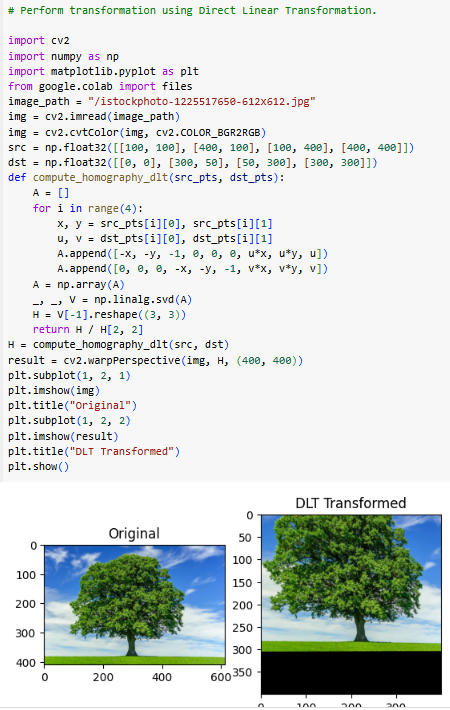 # Perform transformation using Direct Linear Transformation.
import cv2
import numpy as np
import matplotlib.pyplot as plt
from google.colab import files
image_path = "/istockphoto-1225517650-612x612.jpg"
img = cv2.imread(image_path)
img = cv2.cvtColor(img, cv2.COLOR_BGR2RGB)
src = np.float32([[100, 100], [400, 100], [100, 400], [400, 400]])
dst = np.float32([[0, 0], [300, 50], [50, 300], [300, 300]])
def compute_homography_dlt(src_pts, dst_pts):
    A = []
    for i in range(4):
        x, y = src_pts[i][0], src_pts[i][1]
        u, v = dst_pts[i][0], dst_pts[i][1]
        A.append([-x, -y, -1, 0, 0, 0, u*x, u*y, u])
        A.append([0, 0, 0, -x, -y, -1, v*x, v*y, v])
    A = np.array(A)
    _, _, V = np.linalg.svd(A)
    H = V[-1].reshape((3, 3))
    return H / H[2, 2]
H = compute_homography_dlt(src, dst)
result = cv2.warpPerspective(img, H, (400, 400))
plt.subplot(1, 2, 1)
plt.imshow(img)
plt.title("Original")
plt.subplot(1, 2, 2)
plt.imshow(result)
plt.title("DLT Transformed")
plt.show()
Original
0
100
200
300
400
0 200 400 600
DLT Transformed
0
50
100
150
200
250
300
350
0 100 200 300